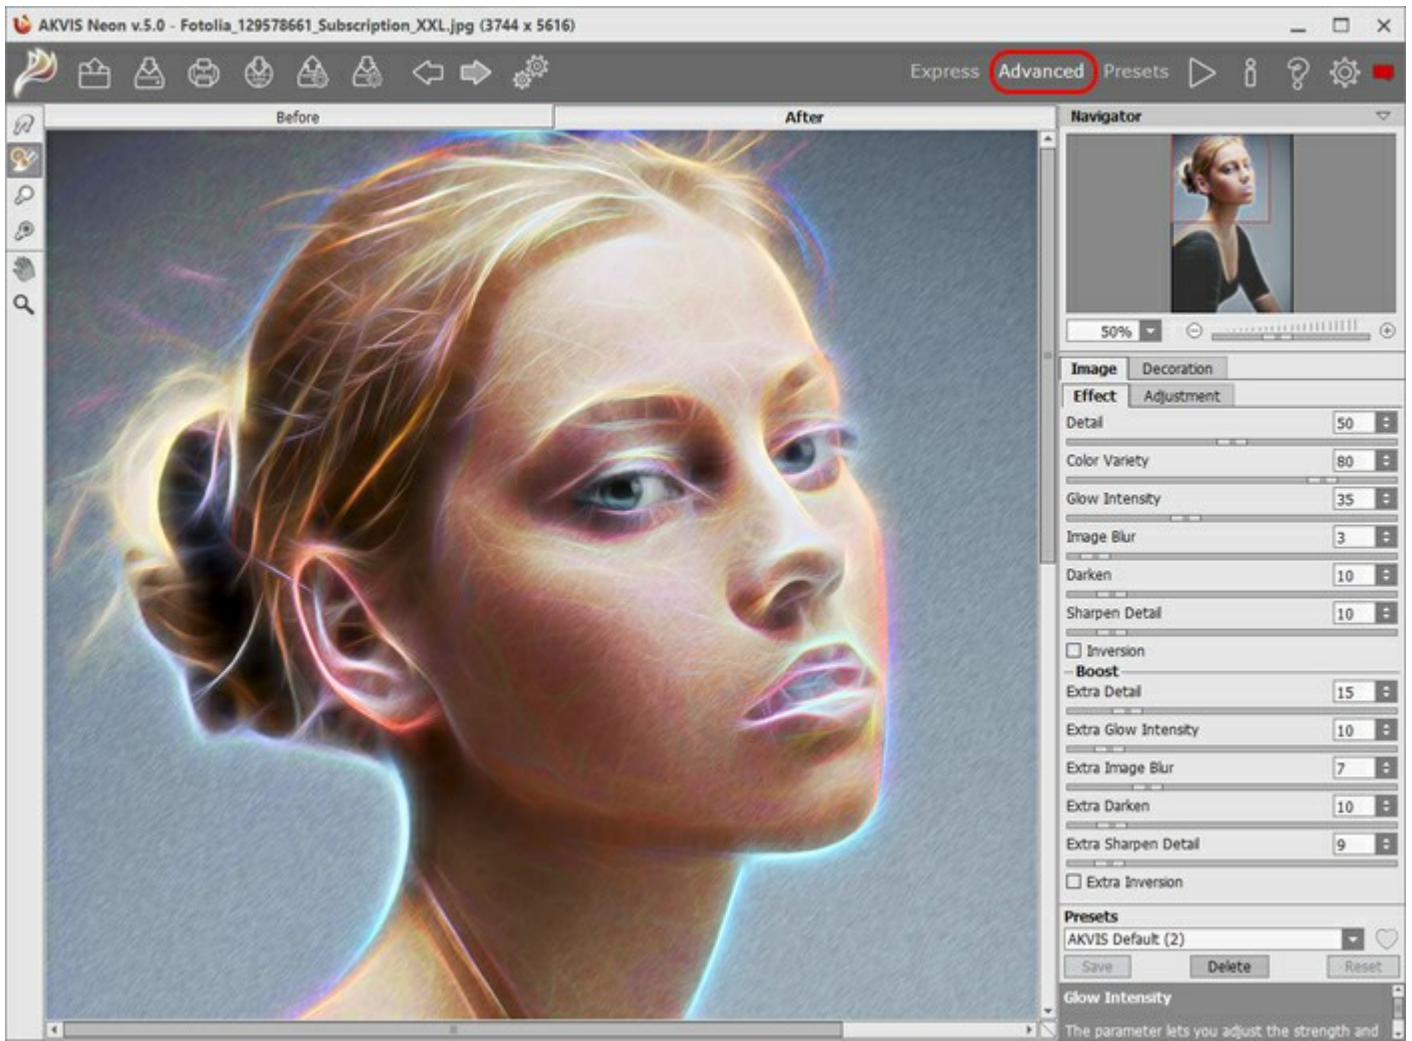 AKVIS Neon v.5.0 - Fotolia_129578661_Subscription_XXL.jpg (3744 x 5616)
Express Advanced Presets
Before After
Navigator
50%
Image Decoration
Effect Adjustment
Detail 50
Color Variety 80
Glow Intensity 35
Image Blur 3
Darken 10
Sharpen Detail 10
Inversion
Boost
Extra Detail 15
Extra Glow Intensity 10
Extra Image Blur 7
Extra Darken 10
Extra Sharpen Detail 9
Extra Inversion
Presets
AKVIS Default (2)
Save Delete Reset
Glow Intensity
The parameter lets you adjust the strength and